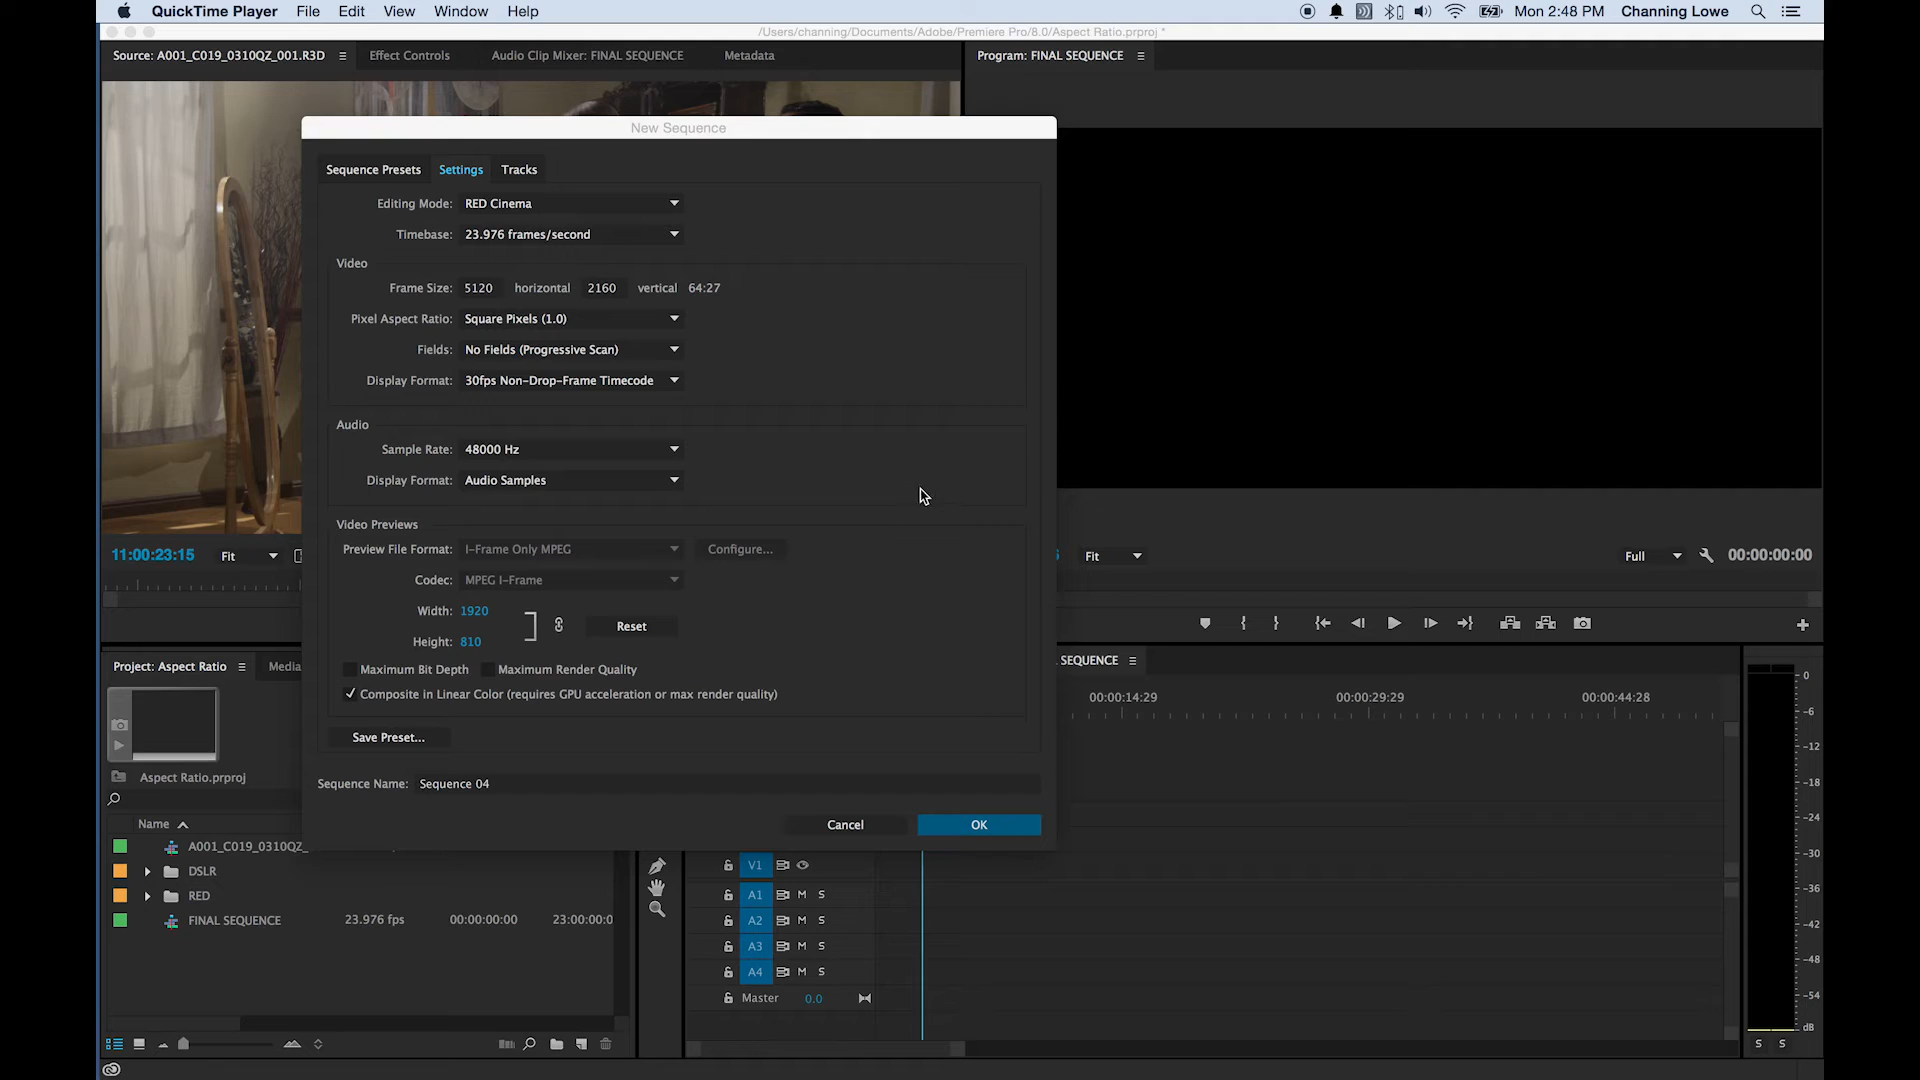 QuickTime Player File Edit View Window Help Mon 2:48 PM Channing Lowe
/Users/channing/Documents/Adobe/Premiere Pro/8.0/Aspect Ratio.prproj *
Source: A001_C019_0310QZ_001.R3D Effect Controls Audio Clip Mixer: FINAL SEQUENCE Metadata Program: FINAL SEQUENCE
New Sequence
Sequence Presets Settings Tracks
Editing Mode: RED Cinema
Timebase: 23.976 frames/second
Video
Frame Size: 5120 horizontal 2160 vertical 64:27
Pixel Aspect Ratio: Square Pixels (1.0)
Fields: No Fields (Progressive Scan)
Display Format: 30fps Non-Drop-Frame Timecode
Audio
Sample Rate: 48000 Hz
Display Format: Audio Samples
Video Previews
Preview File Format: I-Frame Only MPEG Configure...
Codec: MPEG I-Frame
Width: 1920
Height: 810
Reset
Maximum Bit Depth Maximum Render Quality
Composite in Linear Color (requires GPU acceleration or max render quality)
Save Preset...
Sequence Name: Sequence 04
Cancel OK
11:00:23:15 Fit Fit Full 00:00:00:00
Project: Aspect Ratio Media
Aspect Ratio.prproj
Name
A001_C019_0310QZ_
DSLR
RED
FINAL SEQUENCE 23.976 fps 00:00:00:00 23:00:00:0
SEQUENCE
00:00:14:29 00:00:29:29 00:00:44:28
V1
A1 M S
A2 M S
A3 M S
A4 M S
Master 0.0
0
-6
-12
-18
-24
-30
-36
-42
-48
-54
dB
S S